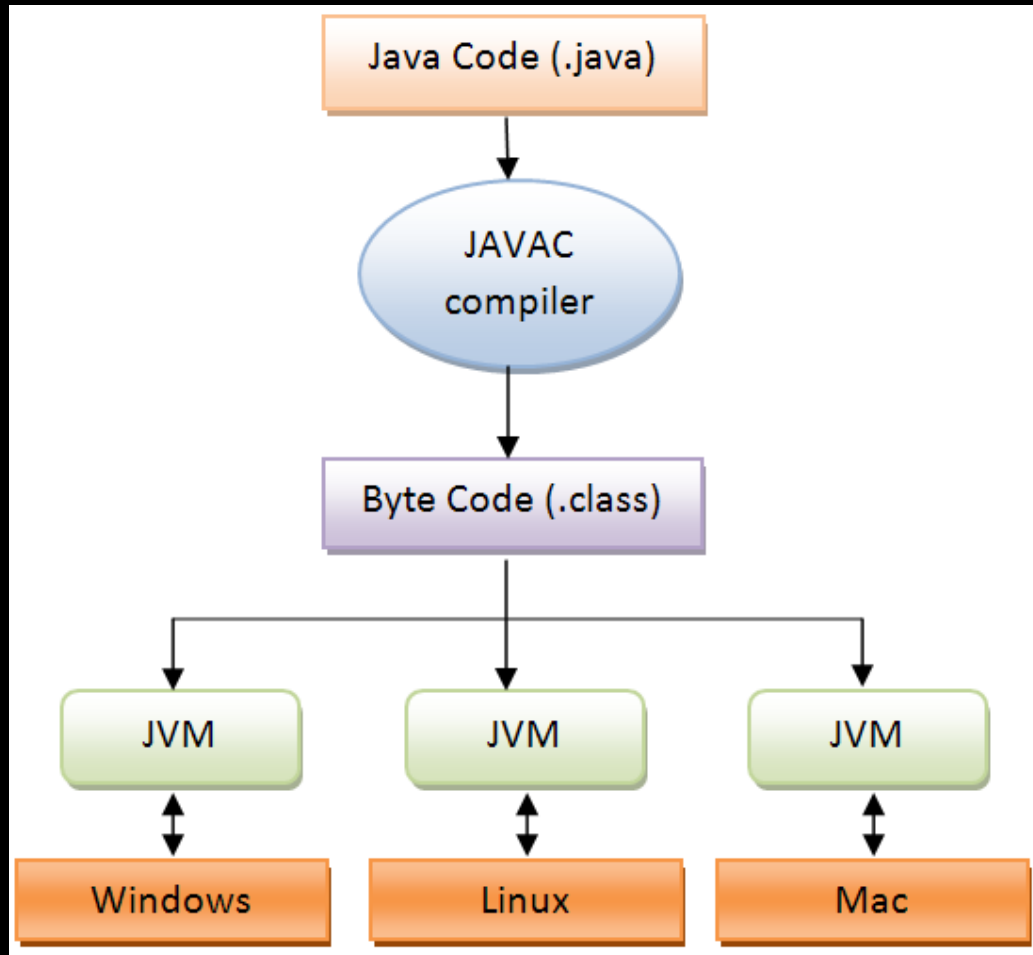 Java Code (.java)
JAVAC
compiler
Byte Code (.class)
JVM
JVM
JVM
Windows
Linux
Mac